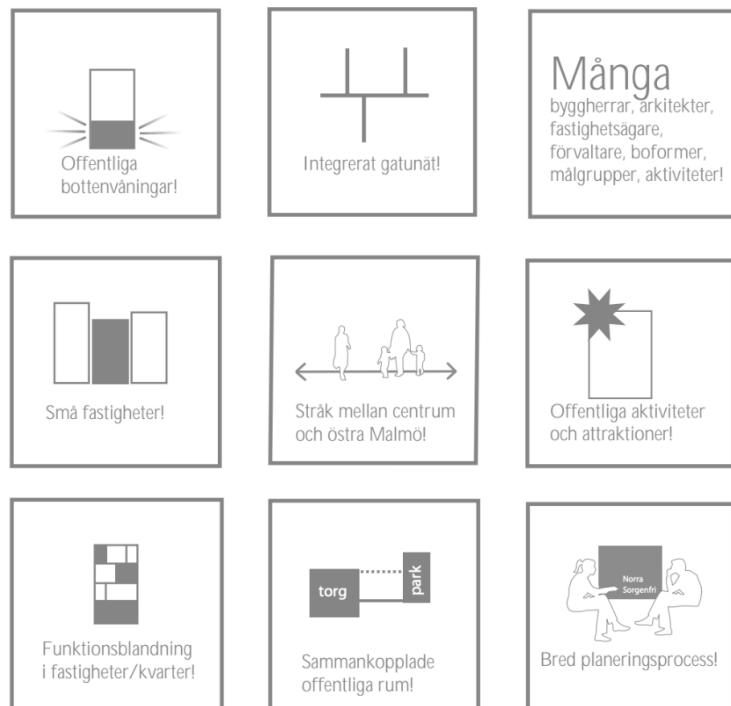 Offentliga
bottenvåningar!
Integrerat gatunät!
Många
byggherrar, arkitekter,
fastighetsägare,
förvaltare, boformer,
målgrupper, aktiviteter!
Små fastigheter!
Stråk mellan centrum
och östra Malmö!
Offentliga aktiviteter
och attraktioner!
Funktionsblandning
i fastigheter/kvarter!
torg
park
Sammankopplade
offentliga rum!
Norra
Sorgenfri
Bred planeringsprocess!